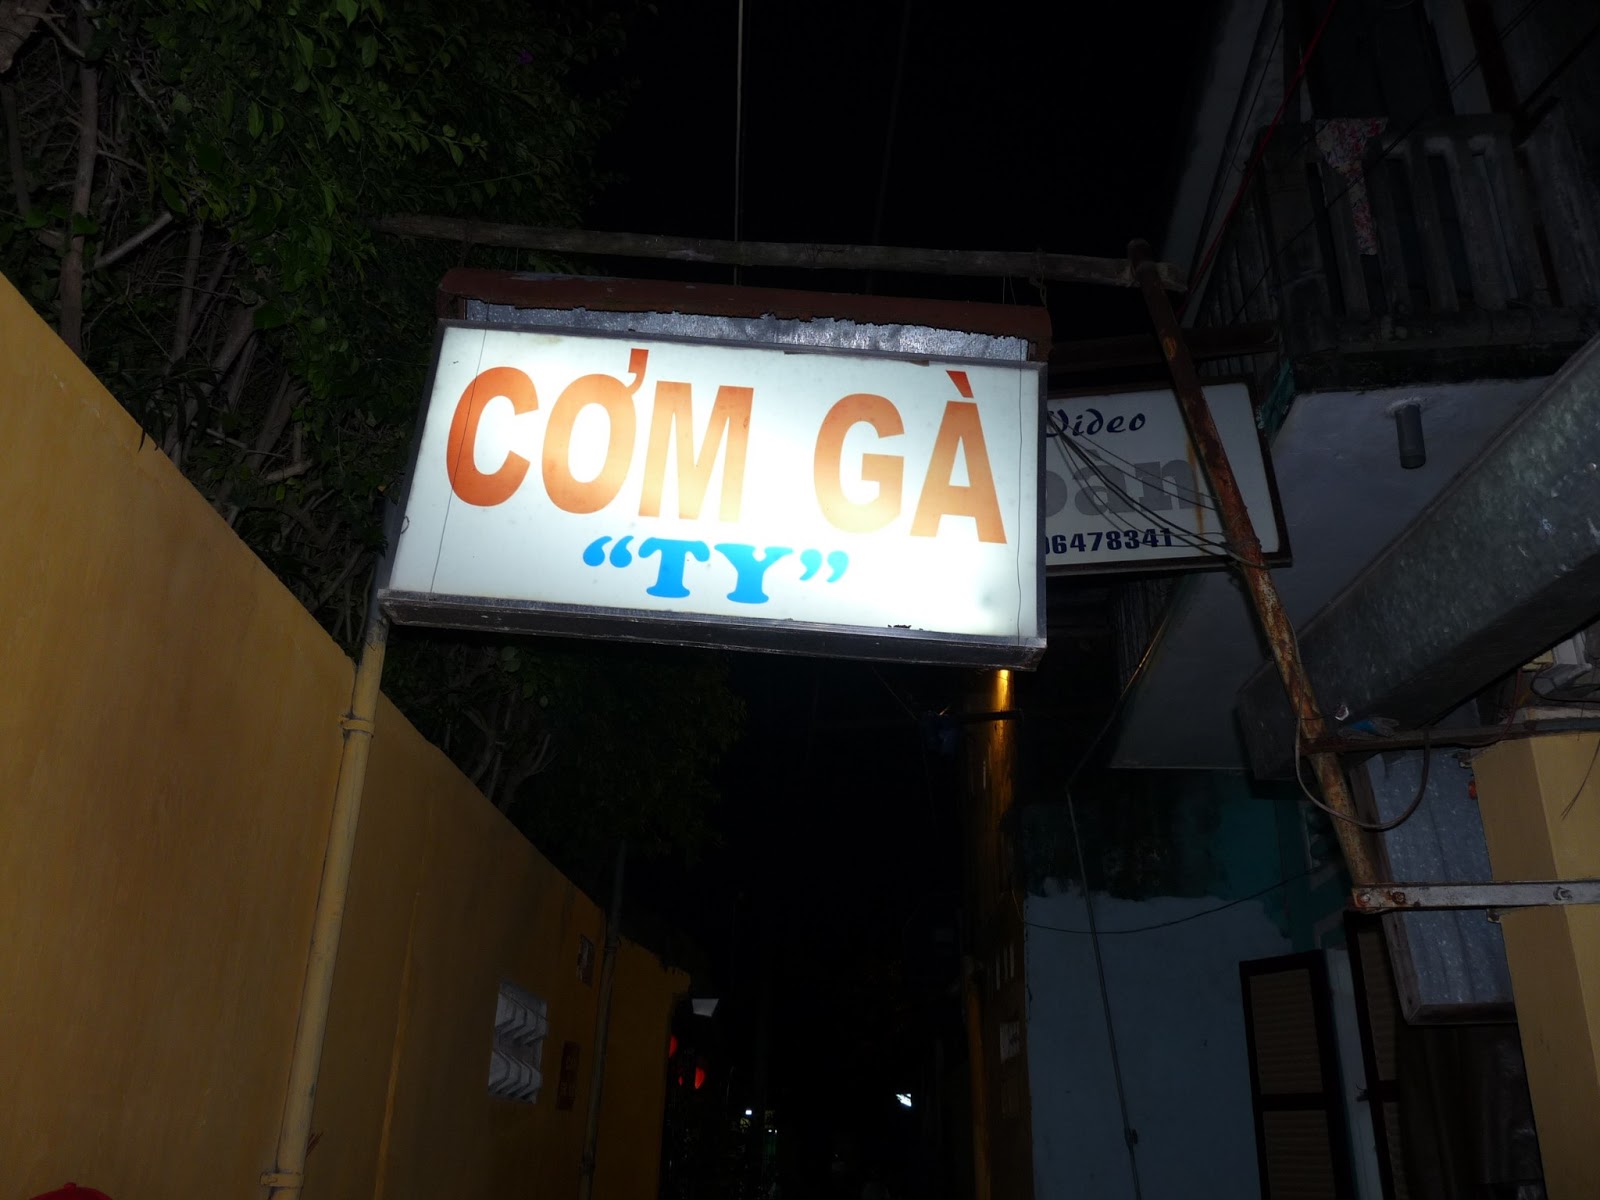 CƠM GÀ
“TY”
Video
06478341